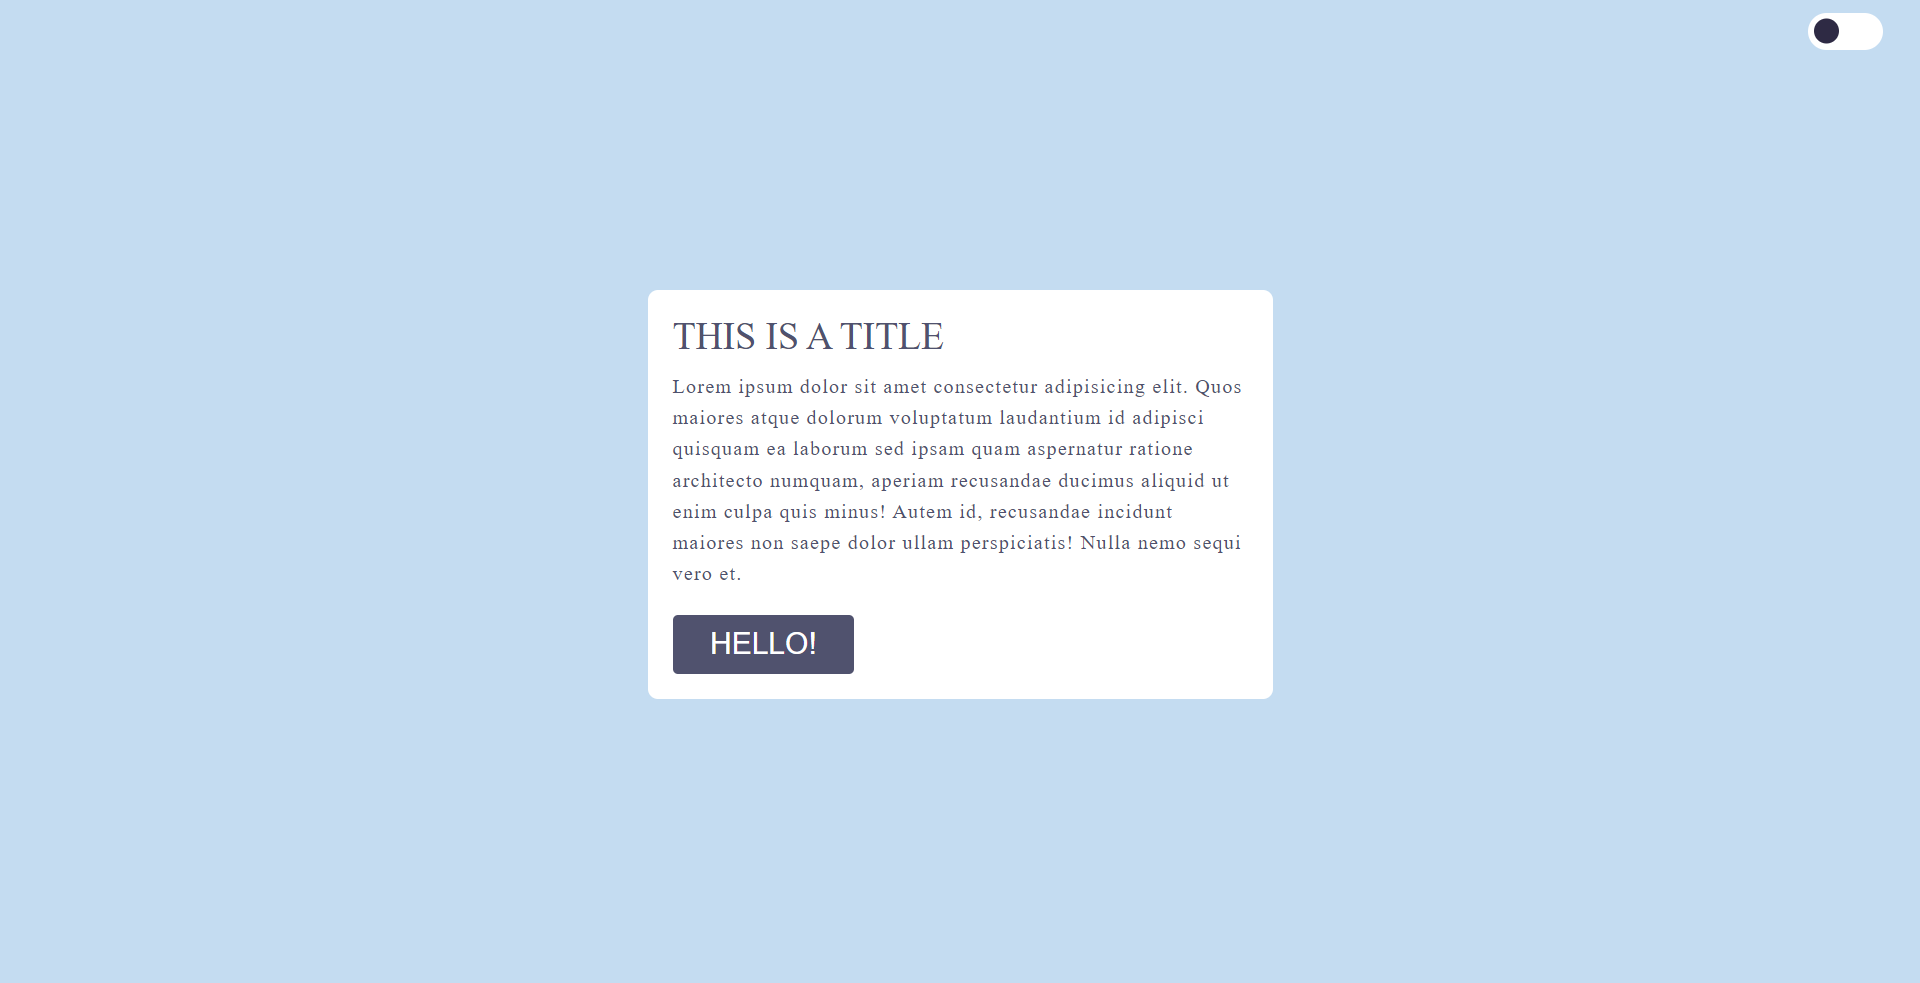 THIS IS A TITLE
Lorem ipsum dolor sit amet consectetur adipisicing elit. Quos
maiores atque dolorum voluptatum laudantium id adipisci
quisquam ea laborum sed ipsam quam aspernatur ratione
architecto numquam, aperiam recusandae ducimus aliquid ut
enim culpa quis minus! Autem id, recusandae incidunt
maiores non saepe dolor ullam perspiciatis! Nulla nemo sequi
vero et.
HELLO!